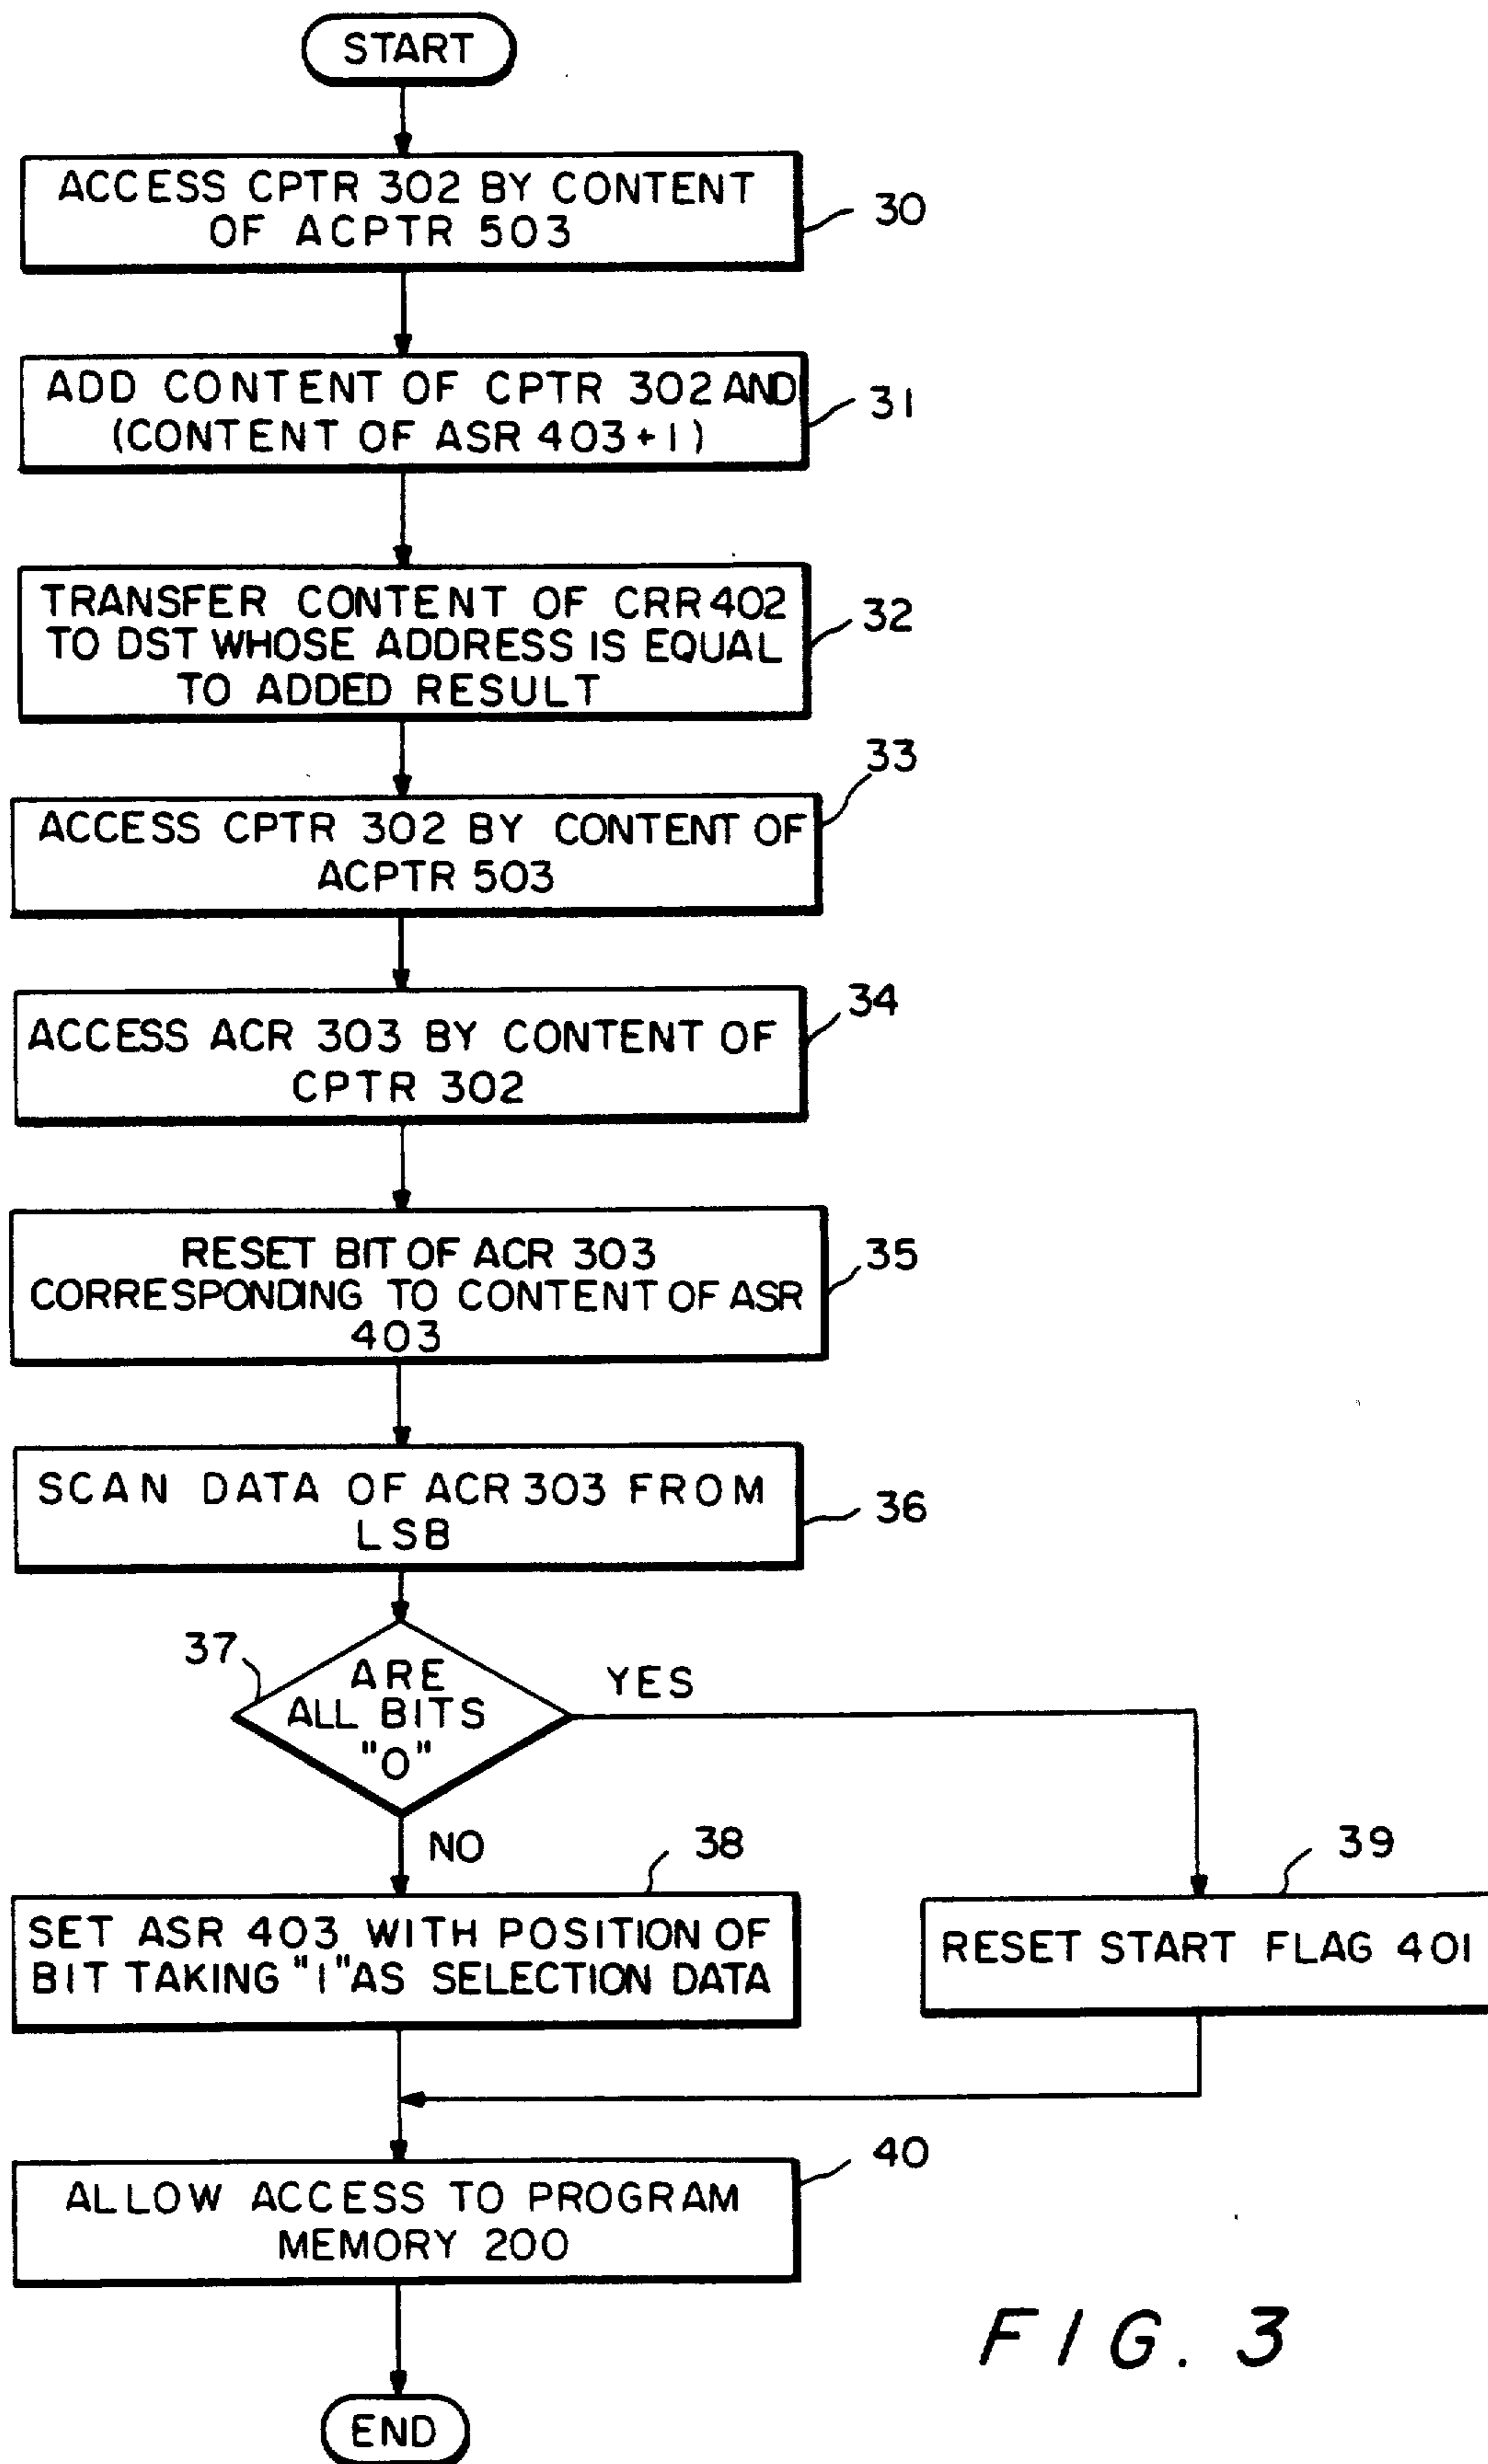 START
ACCESS CPTR 302 BY CONTENT
OF ACPTR 503
30
ADD CONTENT OF CPTR 302 AND
(CONTENT OF ASR 403+1)
31
TRANSFER CONTENT OF CRR 402
TO DST WHOSE ADDRESS IS EQUAL
TO ADDED RESULT
32
33
ACCESS CPTR 302 BY CONTENT OF
ACPTR 503
34
ACCESS ACR 303 BY CONTENT OF
CPTR 302
RESET BIT OF ACR 303
CORRESPONDING TO CONTENT OF ASR
403
35
SCAN DATA OF ACR 303 FROM
LSB
36
37
ARE
ALL BITS
"0"
YES
NO
38
39
SET ASR 403 WITH POSITION OF
BIT TAKING "1" AS SELECTION DATA
RESET START FLAG 401
40
ALLOW ACCESS TO PROGRAM
MEMORY 200
FIG. 3
END